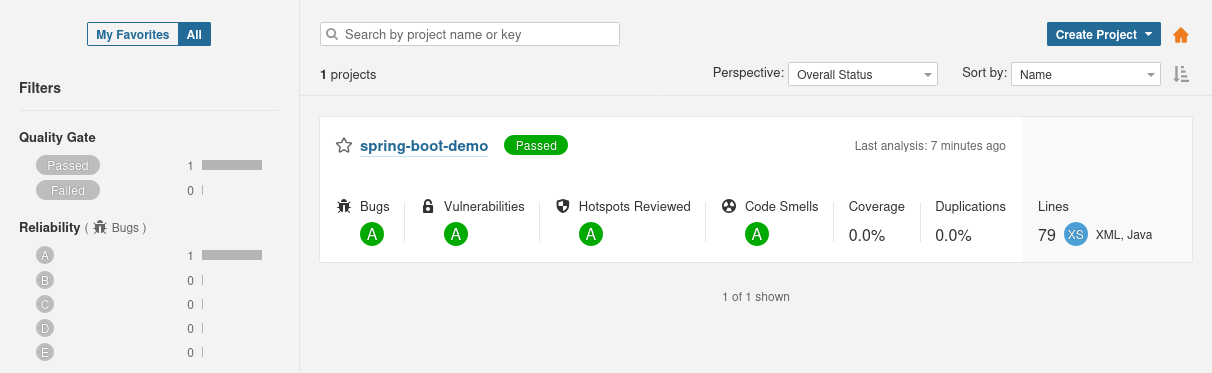 My Favorites All
Filters
Quality Gate
Passed 1
Failed 0
Reliability ( Bugs )
A 1
B 0
C 0
D 0
E 0
Search by project name or key
Create Project
1 projects
Perspective: Overall Status
Sort by: Name
spring-boot-demo Passed
Last analysis: 7 minutes ago
Bugs Vulnerabilities Hotspots Reviewed Code Smells Coverage Duplications Lines
A A A A 0.0% 0.0% 79 XS XML, Java
1 of 1 shown